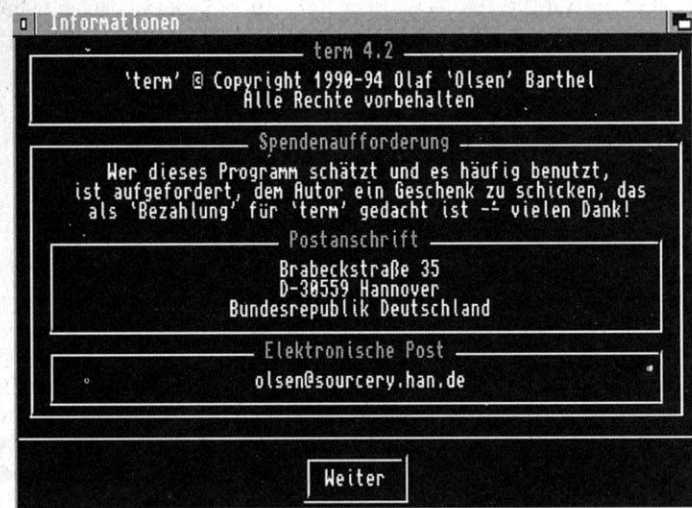 Informationen
term 4.2
'term' © Copyright 1990-94 Olaf 'Olsen' Barthel
Alle Rechte vorbehalten
Spendenaufforderung
Wer dieses Programm schätzt und es häufig benutzt,
ist aufgefordert, dem Autor ein Geschenk zu schicken, das
als 'Bezahlung' für 'term' gedacht ist -- vielen Dank!
Postanschrift
Brabeckstraße 35
D-30559 Hannover
Bundesrepublik Deutschland
Elektronische Post
olsen@sourcery.han.de
Weiter